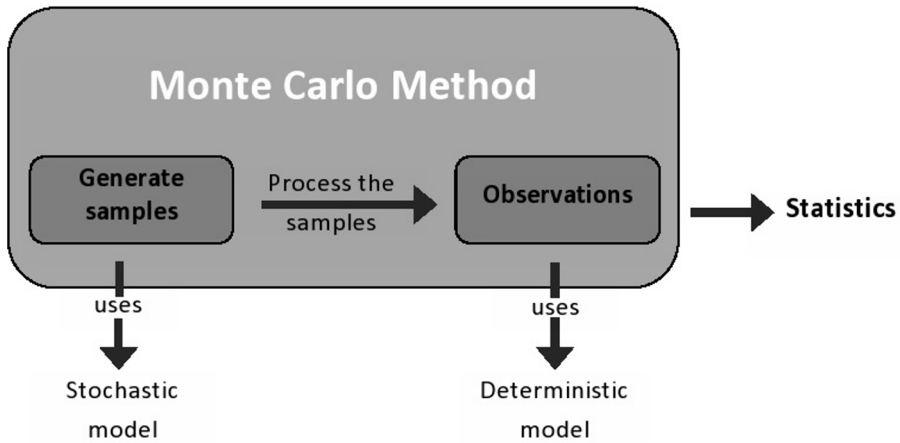 Monte Carlo Method
Generate
samples
Process the
samples
Observations
Statistics
uses
uses
Stochastic
model
Deterministic
model